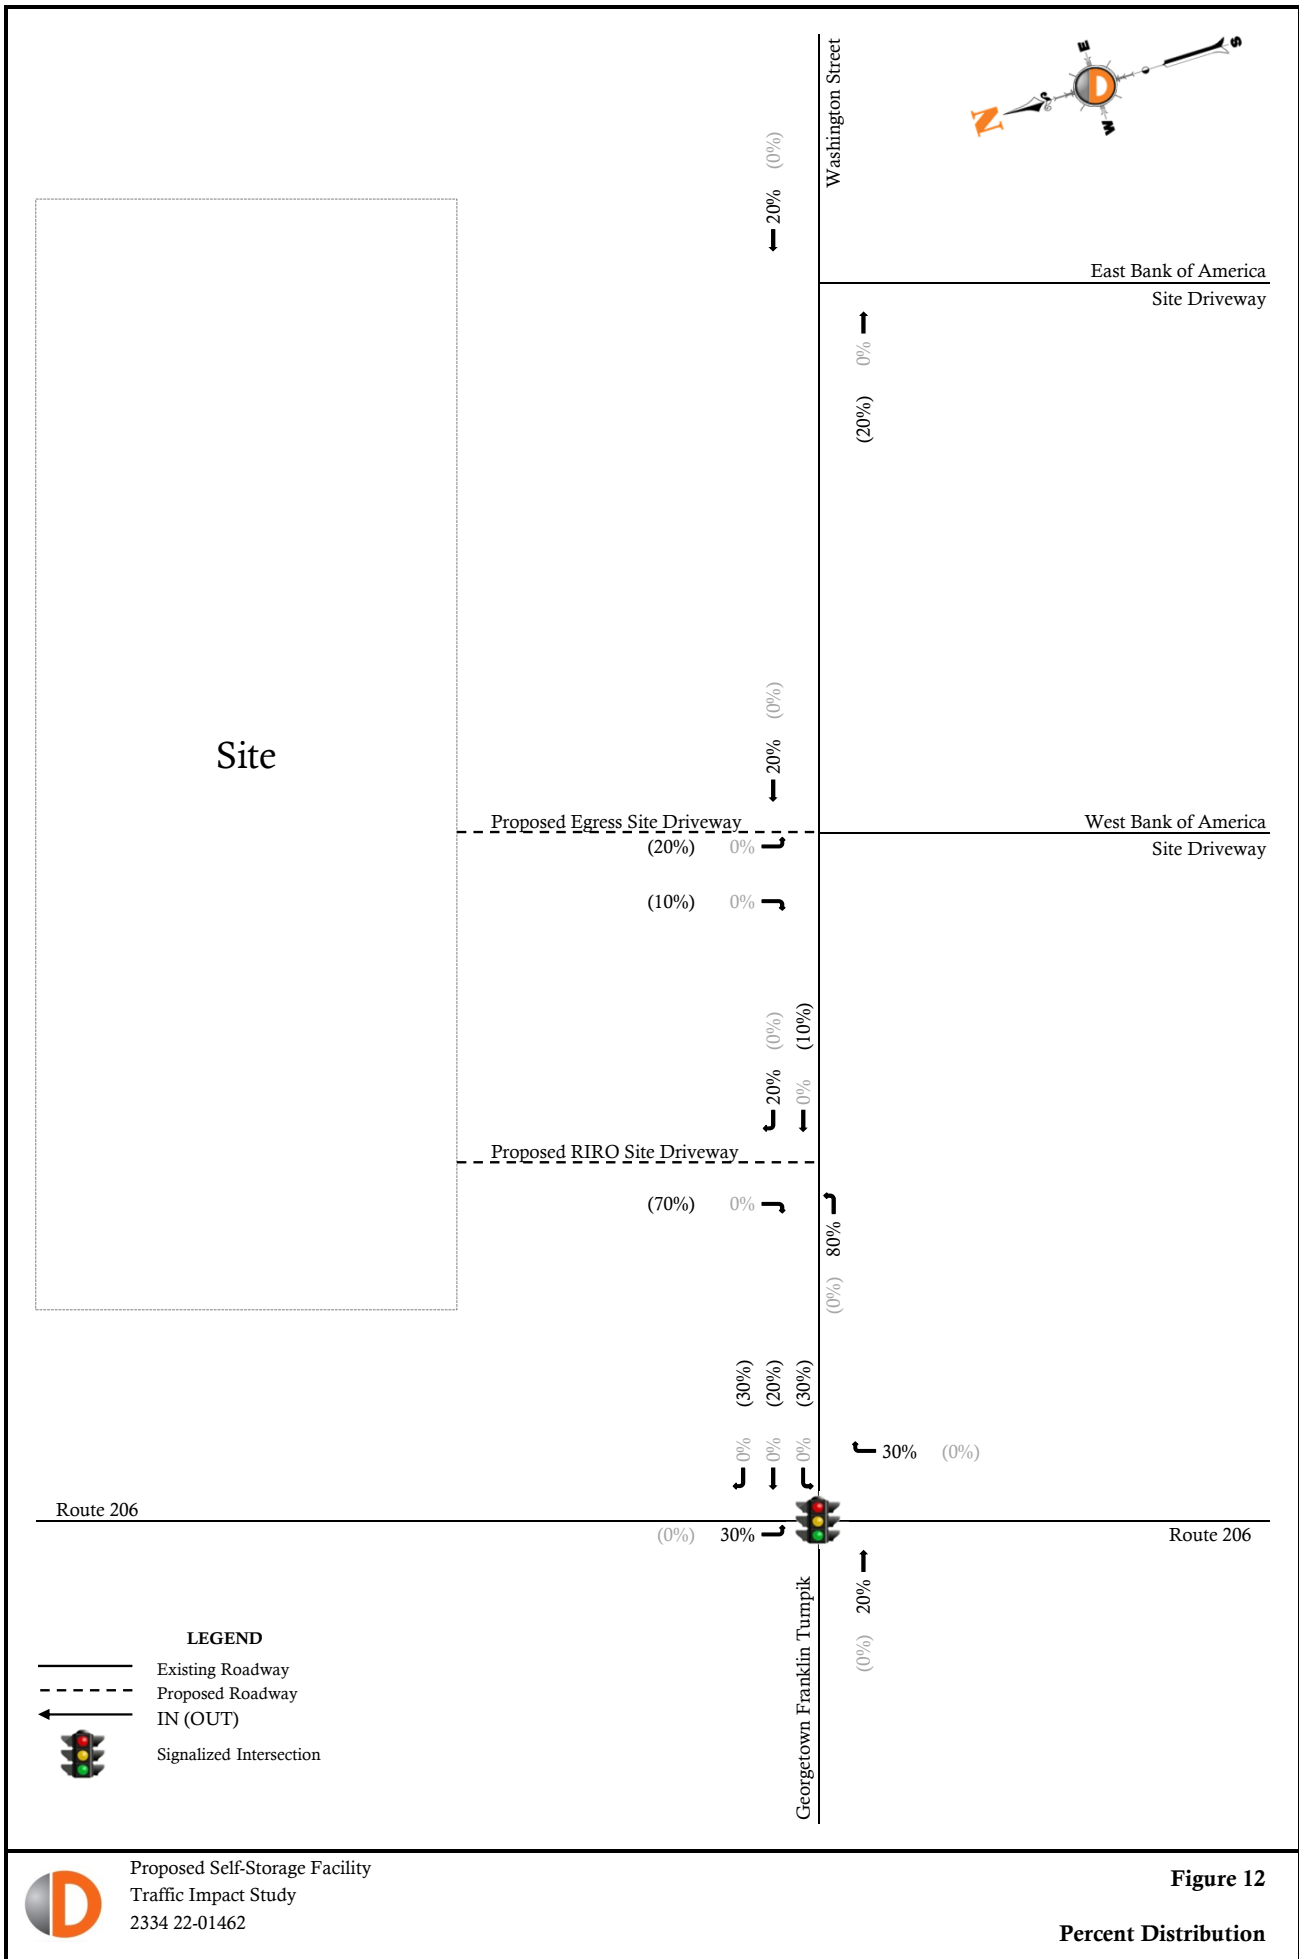 Washington Street
N
E
S
W
D
(0%)
20%
East Bank of America
Site Driveway
0%
(20%)
Site
(0%)
20%
Proposed Egress Site Driveway
West Bank of America
Site Driveway
(20%) 0%
(10%) 0%
(0%) (10%)
20% 0%
Proposed RIRO Site Driveway
(70%) 0%
80%
(0%)
(30%) (20%) (30%)
0% 0% 0%
30% (0%)
Route 206
(0%) 30%
Route 206
20%
(0%)
Georgetown Franklin Turnpik
LEGEND
Existing Roadway
Proposed Roadway
IN (OUT)
Signalized Intersection
D
Proposed Self-Storage Facility
Traffic Impact Study
2334 22-01462
Figure 12
Percent Distribution